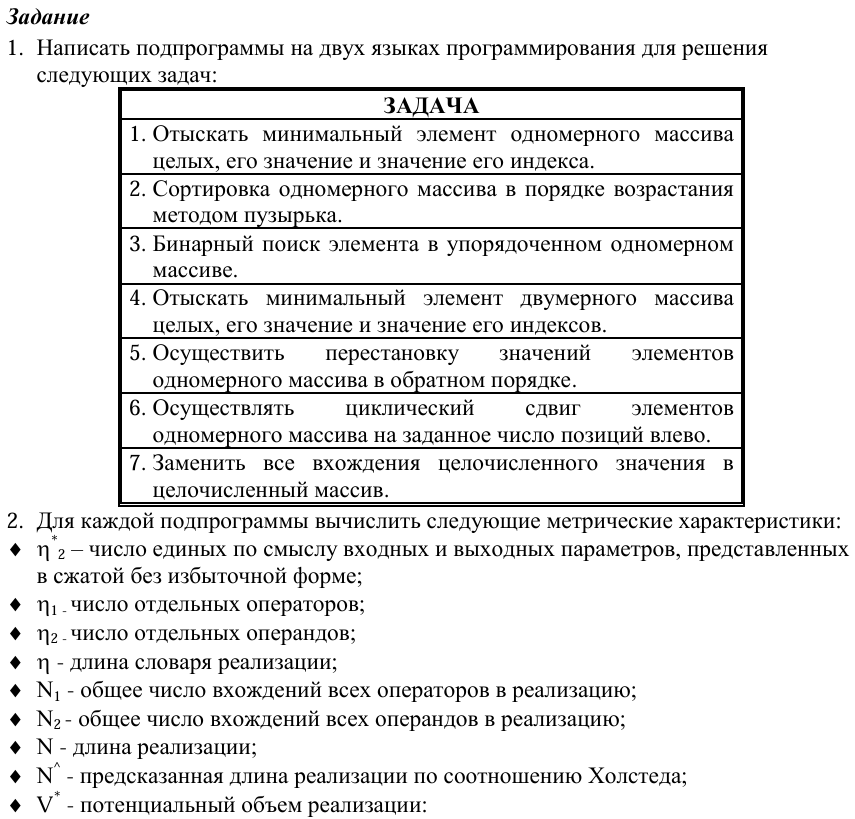 Задание
1. Написать подпрограммы на двух языках программирования для решения
следующих задач:
ЗАДАЧА
1. Отыскать минимальный элемент одномерного массива
целых, его значение и значение его индекса.
2. Сортировка одномерного массива в порядке возрастания
методом пузырька.
3. Бинарный поиск элемента в упорядоченном одномерном
массиве.
4. Отыскать минимальный элемент двумерного массива
целых, его значение и значение его индексов.
5. Осуществить перестановку значений элементов
одномерного массива в обратном порядке.
6. Осуществлять циклический сдвиг элементов
одномерного массива на заданное число позиций влево.
7. Заменить все вхождения целочисленного значения в
целочисленный массив.
2. Для каждой подпрограммы вычислить следующие метрические характеристики:
♦ η*2 – число единых по смыслу входных и выходных параметров, представленных
в сжатой без избыточной форме;
♦ η1 - число отдельных операторов;
♦ η2 - число отдельных операндов;
♦ η - длина словаря реализации;
♦ N1 - общее число вхождений всех операторов в реализацию;
♦ N2 - общее число вхождений всех операндов в реализацию;
♦ N - длина реализации;
♦ N^ - предсказанная длина реализации по соотношению Холстеда;
♦ V* - потенциальный объем реализации: